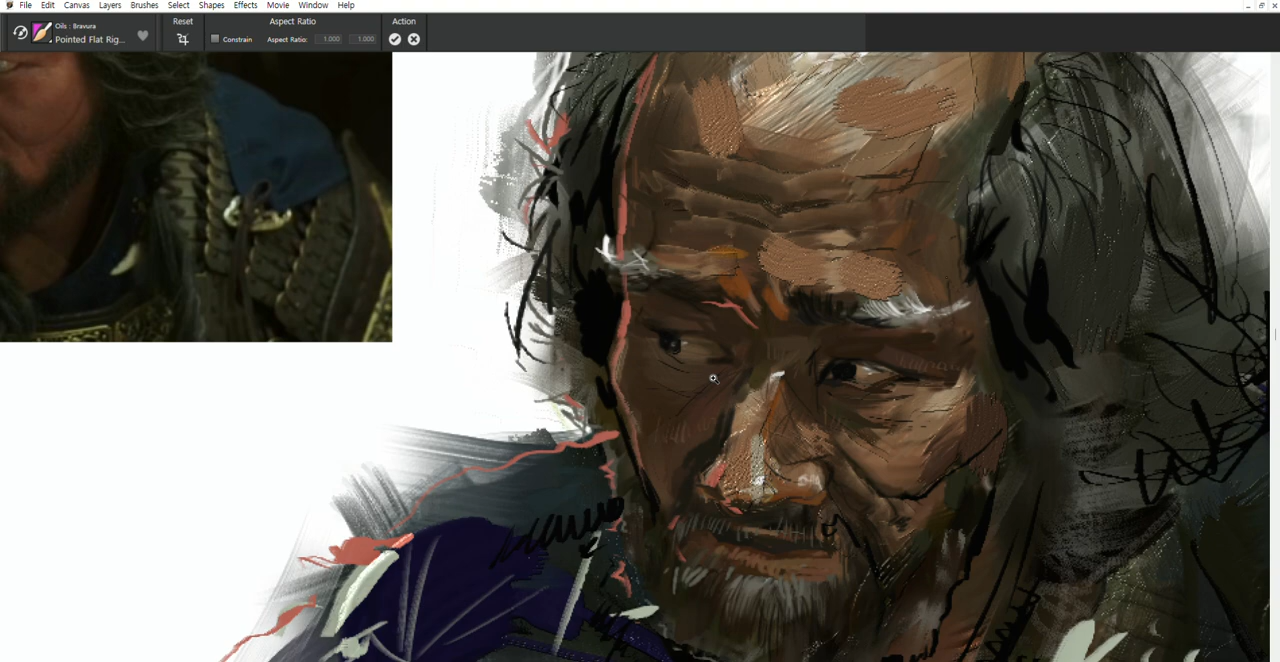 File Edit Canvas Layers Brushes Select Shapes Effects Movie Window Help
Oils : Bravura
Pointed Flat Rig...
Reset
Aspect Ratio
Constrain Aspect Ratio: 1.000 1.000
Action